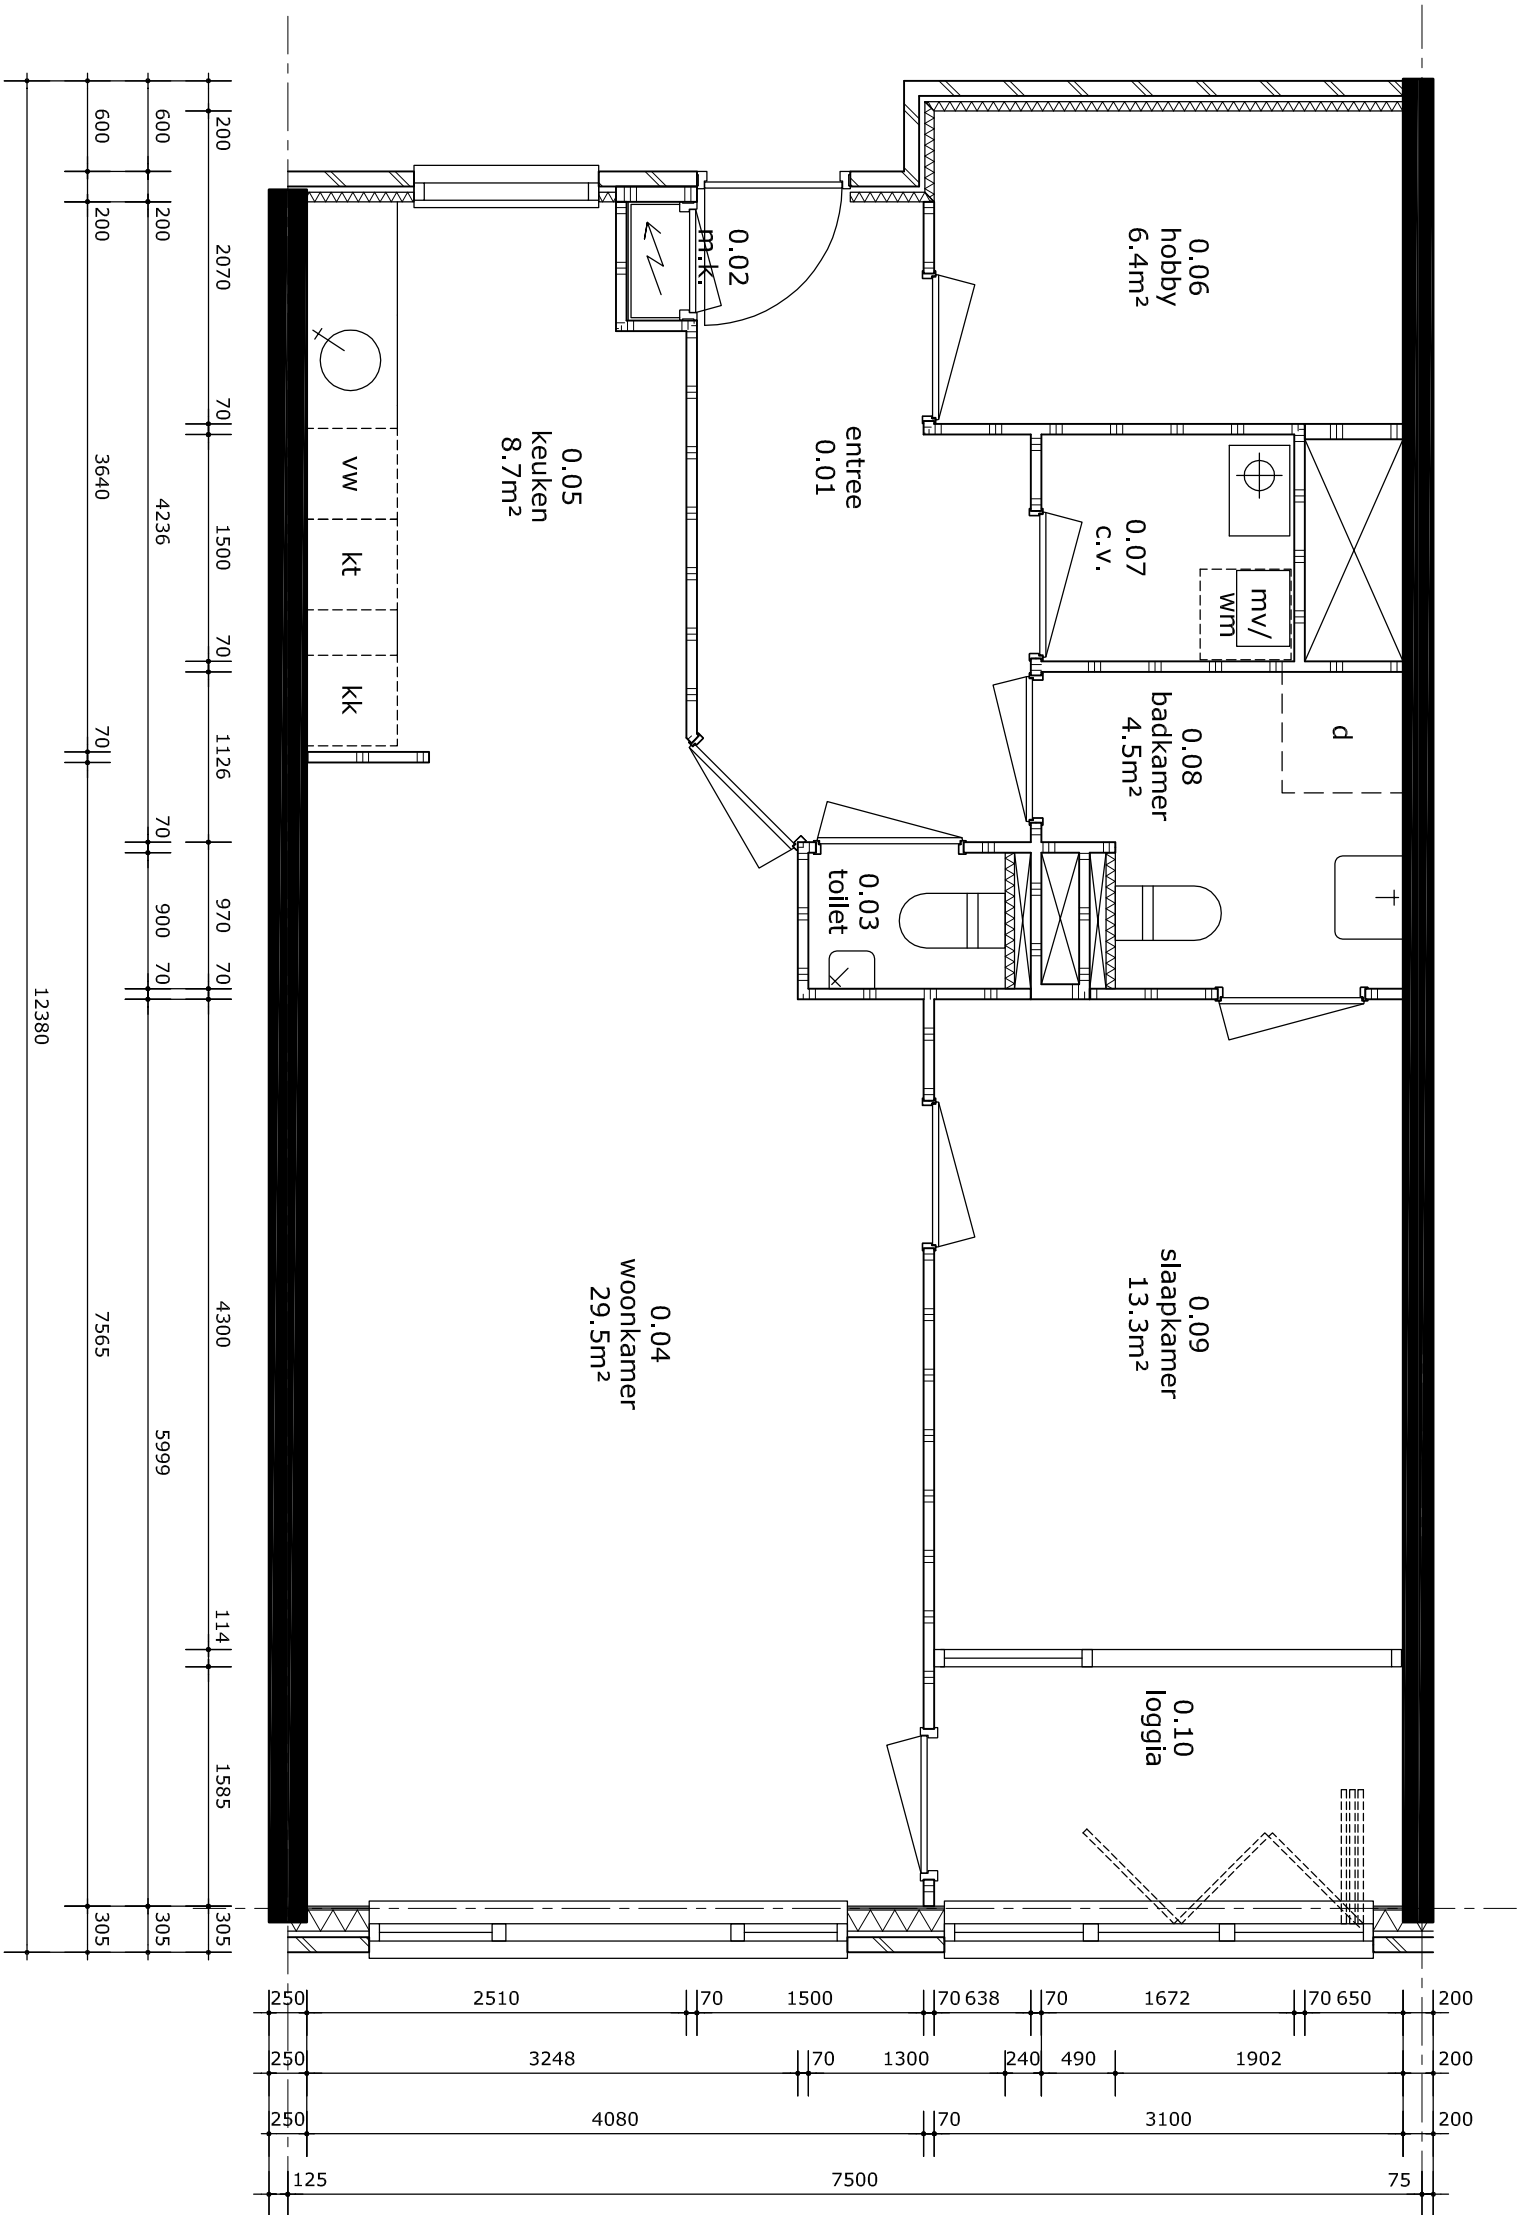 0.06
hobby
6.4m²
0.02
m.k.
entree
0.01
0.05
keuken
8.7m²
0.07
c.v.
mv/
wm
vw
kt
kk
0.08
badkamer
4.5m²
d
0.03
toilet
0.04
woonkamer
29.5m²
0.09
slaapkamer
13.3m²
0.10
loggia
200 2070 70 1500 70 1126 970 70 4300 114 1585 305
600 200 4236 70 900 70 5999 305
600 200 3640 70 7565 305
12380
250 2510 70 1500 70 638 70 1672 70 650 200
250 3248 70 1300 240 490 1902 200
250 4080 70 3100 200
125 7500 75